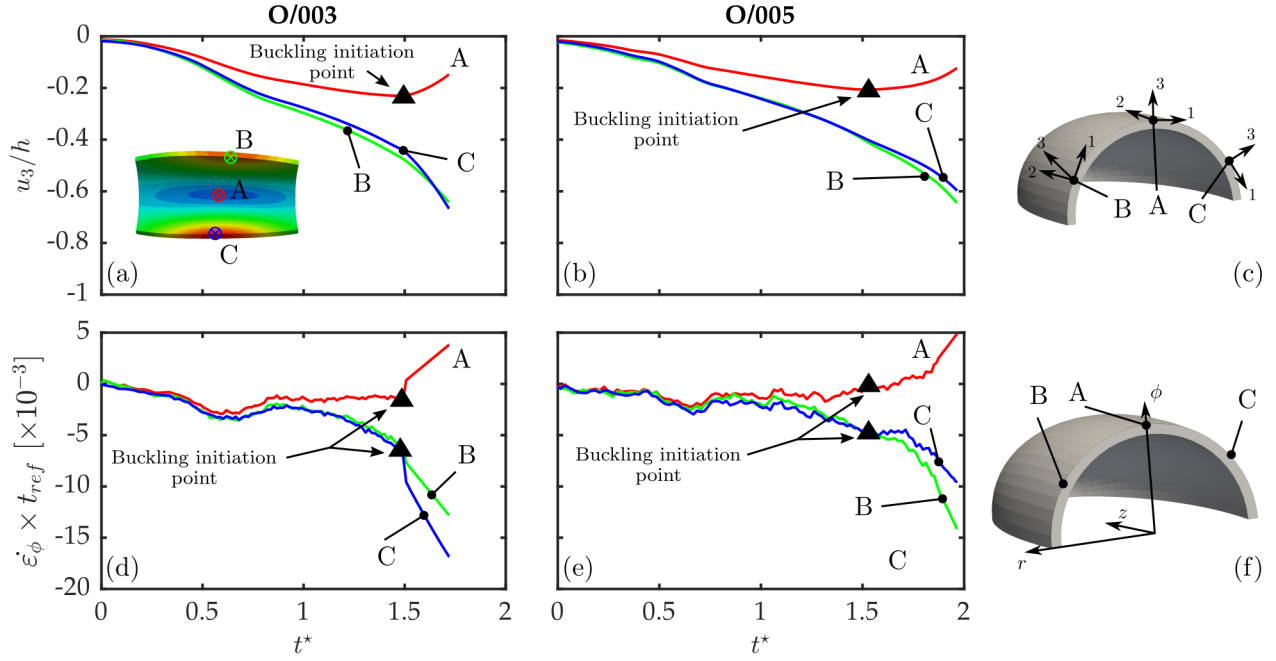 O/003
O/005
0
-0.2
-0.4
-0.6
-0.8
-1
u₃/h
Buckling initiation
point
A
B
C
B
A
C
(a)
Buckling initiation
point
A
C
B
(b)
3
2
1
3
1
2
3
1
B
A
C
(c)
5
0
-5
-10
-15
-20
ε̇_ϕ × t_ref [×10⁻³]
A
Buckling initiation
point
B
C
(d)
0
0.5
1
1.5
2
t⋆
A
Buckling initiation
point
C
B
C
(e)
0
0.5
1
1.5
2
t⋆
B
A
ϕ
C
z
r
(f)